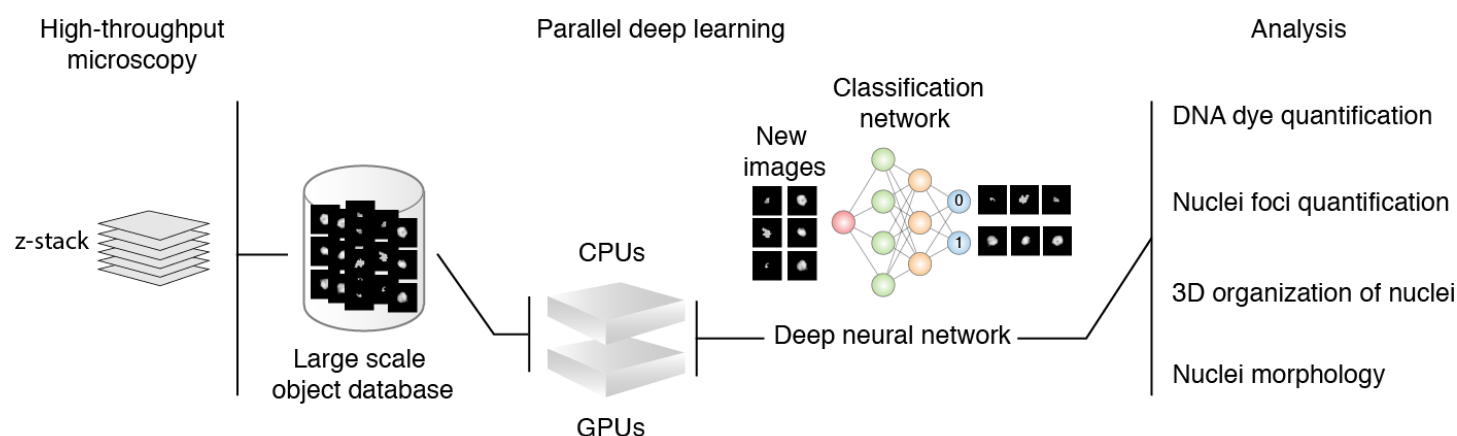 High-throughput
microscopy
Parallel deep learning
Analysis
z-stack
Large scale
object database
CPUs
GPUs
New
images
Classification
network
0
1
Deep neural network
DNA dye quantification
Nuclei foci quantification
3D organization of nuclei
Nuclei morphology